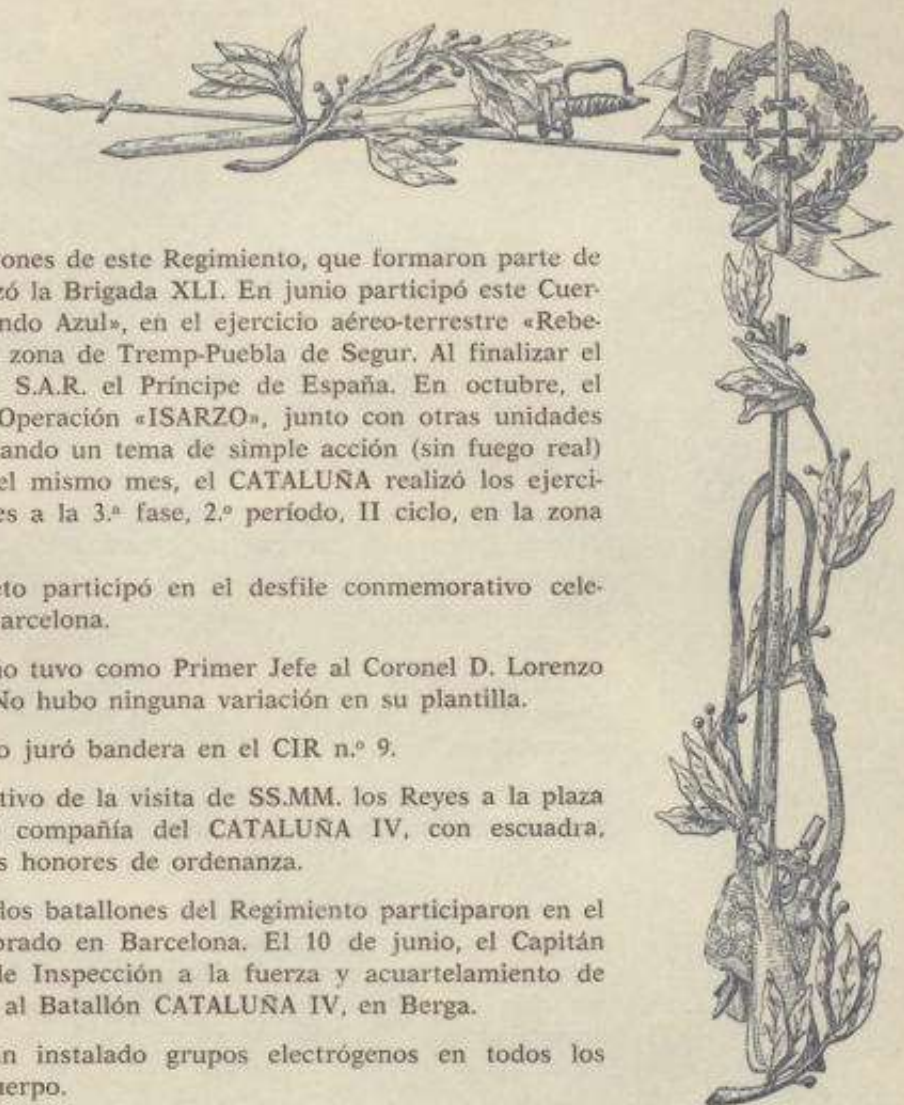 ones de este Regimiento, que formaron parte de
zó la Brigada XLI. En junio participó este Cuer-
ndo Azul», en el ejercicio aéreo-terrestre «Rebe-
zona de Tremp-Puebla de Segur. Al finalizar el
S.A.R. el Príncipe de España. En octubre, el
Operación «ISARZO», junto con otras unidades
ando un tema de simple acción (sin fuego real)
el mismo mes, el CATALUÑA realizó los ejerci-
es a la 3.ª fase, 2.º período, II ciclo, en la zona
eto participó en el desfile conmemorativo cele-
arcelona.
no tuvo como Primer Jefe al Coronel D. Lorenzo
No hubo ninguna variación en su plantilla.
o juró bandera en el CIR n.º 9.
tivo de la visita de SS.MM. los Reyes a la plaza
compañía del CATALUÑA IV, con escuadra,
s honores de ordenanza.
los batallones del Regimiento participaron en el
brado en Barcelona. El 10 de junio, el Capitán
de Inspección a la fuerza y acuartelamiento de
al Batallón CATALUÑA IV, en Berga.
an instalado grupos electrógenos en todos los
uerpo.